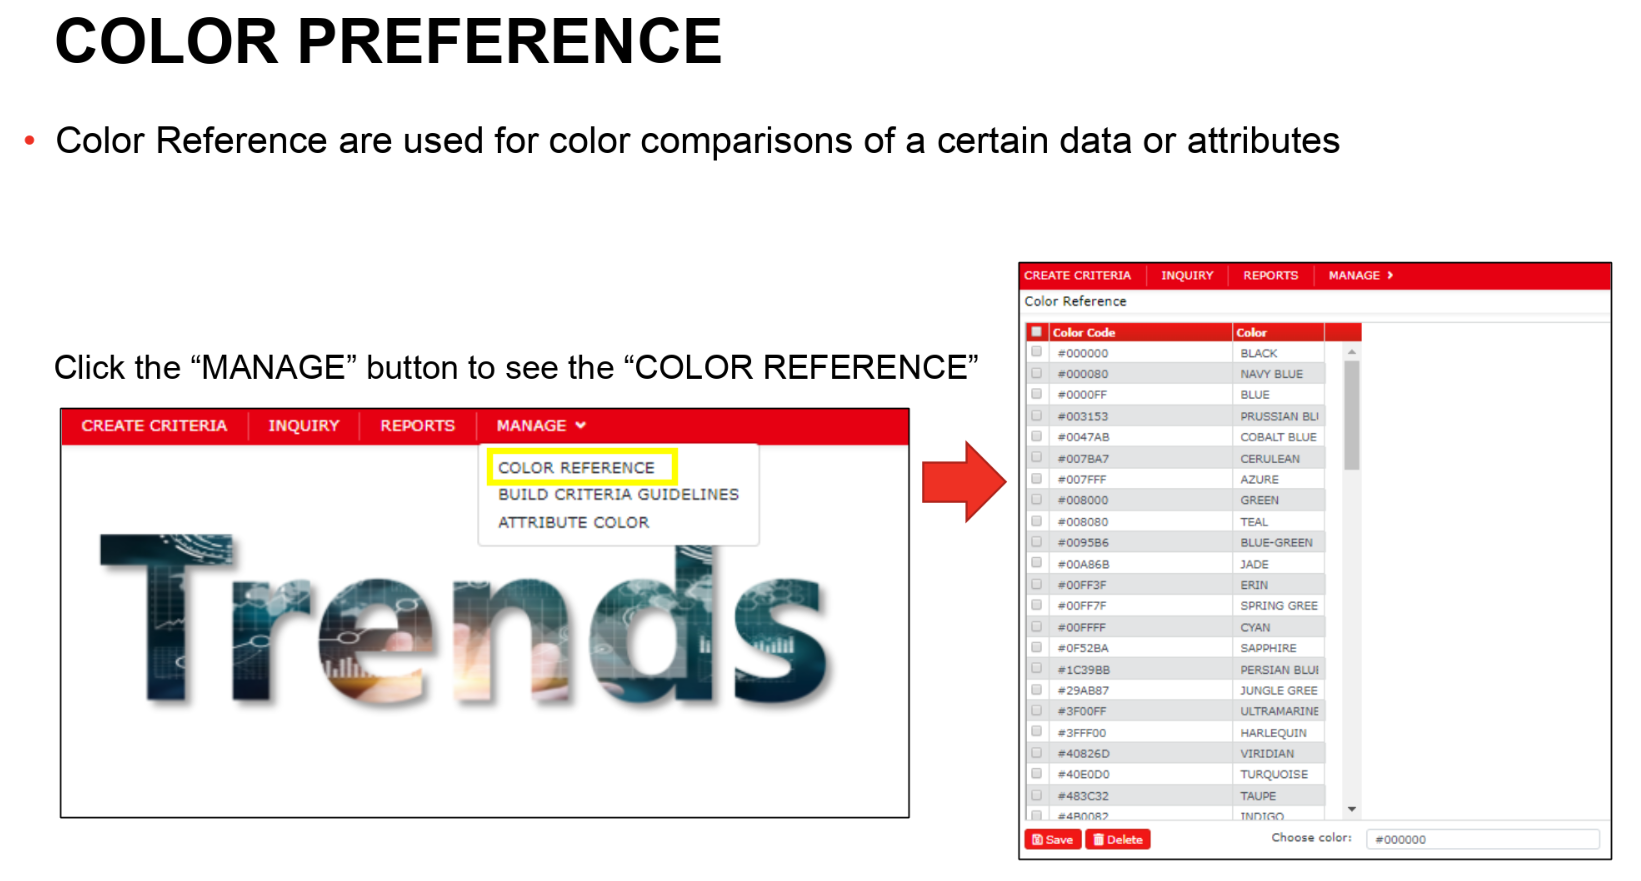 COLOR PREFERENCE
• Color Reference are used for color comparisons of a certain data or attributes
Click the “MANAGE” button to see the “COLOR REFERENCE”
CREATE CRITERIA INQUIRY REPORTS MANAGE
COLOR REFERENCE
BUILD CRITERIA GUIDELINES
ATTRIBUTE COLOR
Trends
CREATE CRITERIA INQUIRY REPORTS MANAGE
Color Reference
Color Code Color
#000000 BLACK
#000080 NAVY BLUE
#0000FF BLUE
#003153 PRUSSIAN BLU
#0047AB COBALT BLUE
#007BA7 CERULEAN
#007FFF AZURE
#008000 GREEN
#008080 TEAL
#0095B6 BLUE-GREEN
#00A86B JADE
#00FF3F ERIN
#00FF7F SPRING GREE
#00FFFF CYAN
#0F52BA SAPPHIRE
#1C39BB PERSIAN BLUE
#29AB87 JUNGLE GREE
#3F00FF ULTRAMARINE
#3FFF00 HARLEQUIN
#40826D VIRIDIAN
#40E0D0 TURQUOISE
#483C32 TAUPE
#4B0082 INDIGO
Save Delete Choose color: #000000